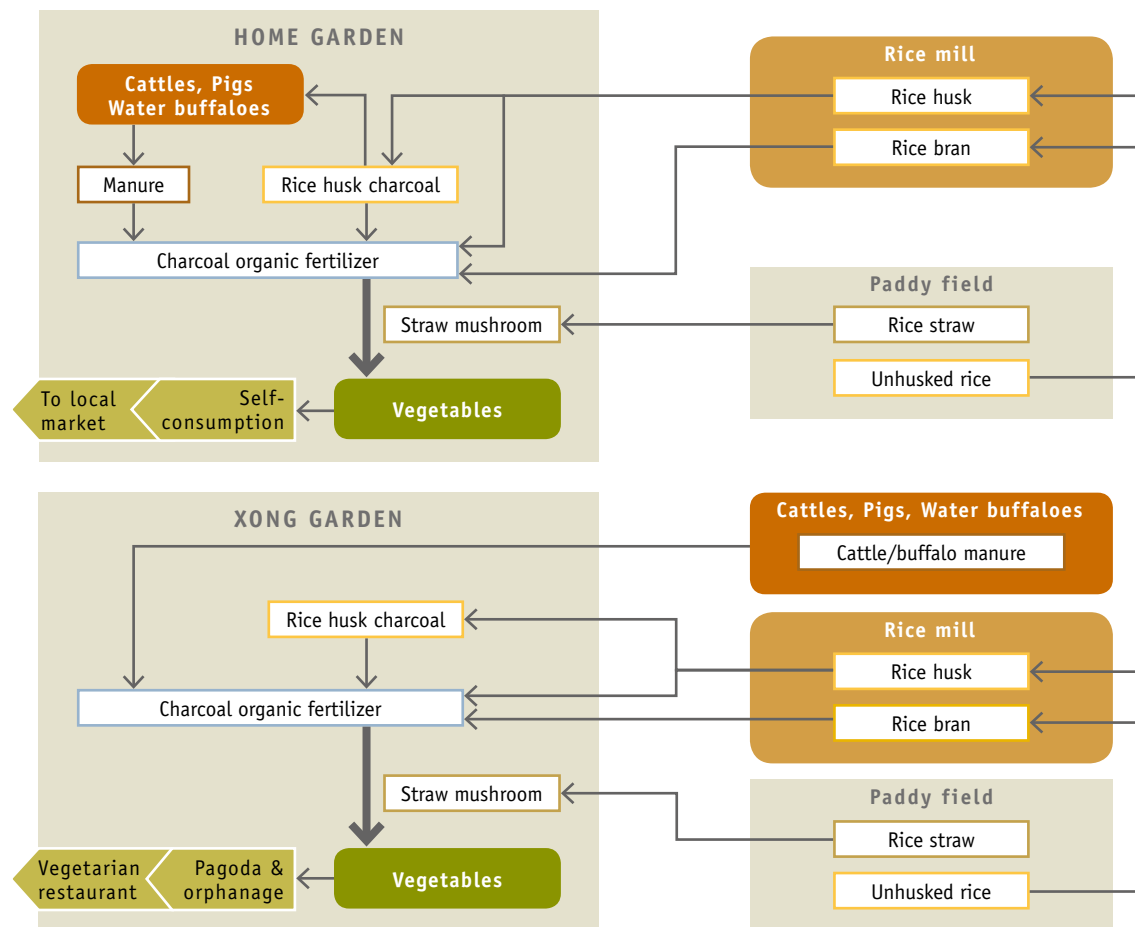 HOME GARDEN
Cattles, Pigs
Water buffaloes
Manure
Rice husk charcoal
Charcoal organic fertilizer
Straw mushroom
To local
market
Self-
consumption
Vegetables
Rice mill
Rice husk
Rice bran
Paddy field
Rice straw
Unhusked rice
XONG GARDEN
Rice husk charcoal
Charcoal organic fertilizer
Straw mushroom
Vegetarian
restaurant
Pagoda &
orphanage
Vegetables
Cattles, Pigs, Water buffaloes
Cattle/buffalo manure
Rice mill
Rice husk
Rice bran
Paddy field
Rice straw
Unhusked rice